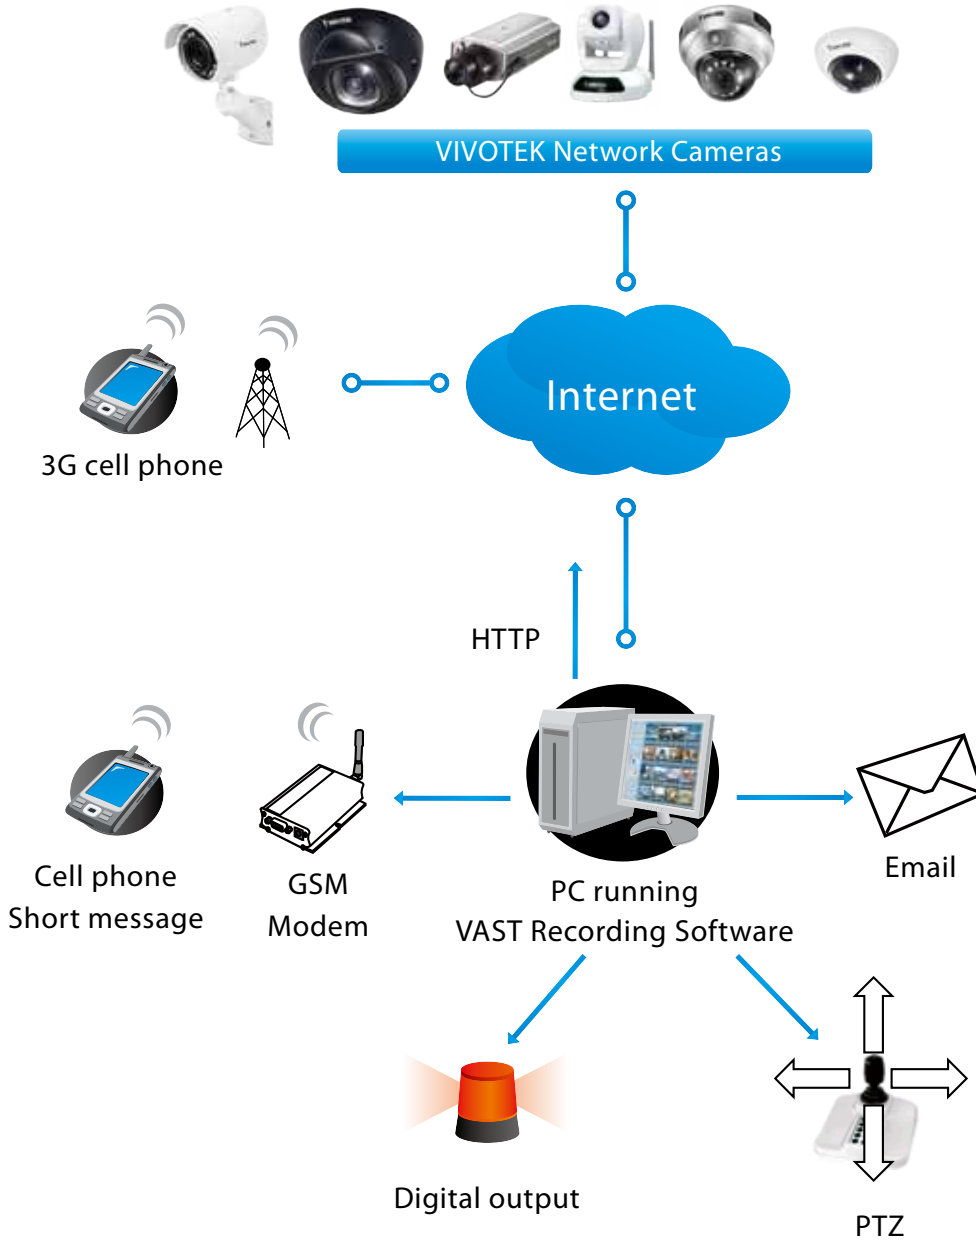 VIVOTEK Network Cameras
Internet
3G cell phone
HTTP
Cell phone
Short message
GSM
Modem
PC running
VAST Recording Software
Email
Digital output
PTZ